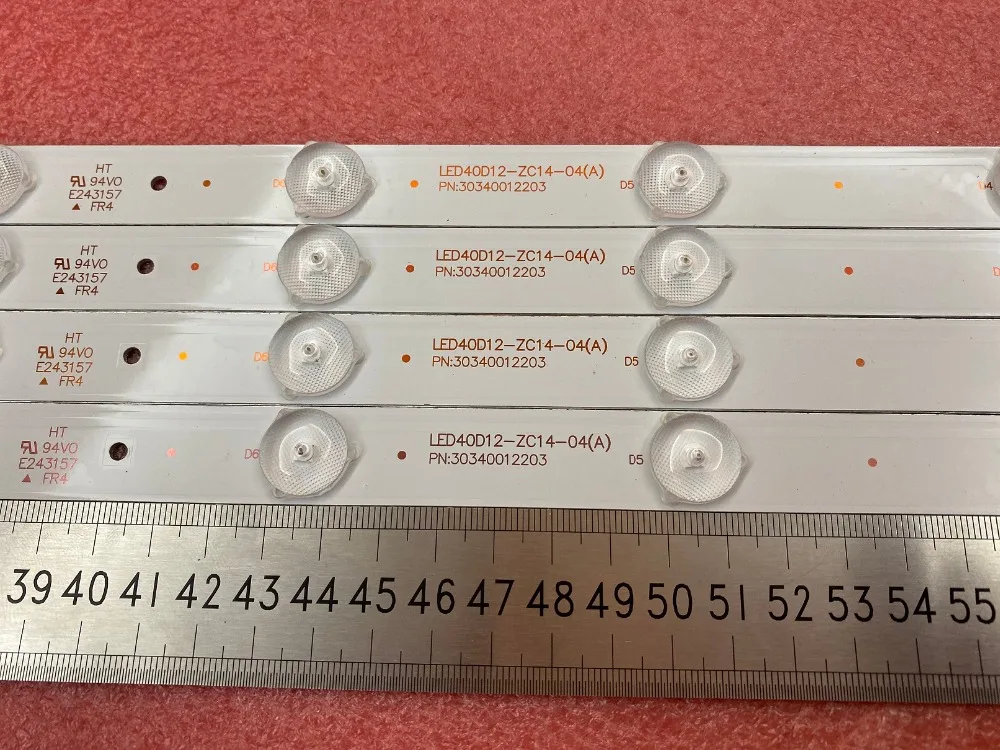 HT
94V0
E243157
FR4
D6
LED40D12-ZC14-04(A)
PN:30340012203
D5
D4
HT
94V0
E243157
FR4
D6
LED40D12-ZC14-04(A)
PN:30340012203
D5
HT
94V0
E243157
FR4
D6
LED40D12-ZC14-04(A)
PN:30340012203
D5
HT
94V0
E243157
FR4
D6
LED40D12-ZC14-04(A)
PN:30340012203
D5
39 40 41 42 43 44 45 46 47 48 49 50 51 52 53 54 55